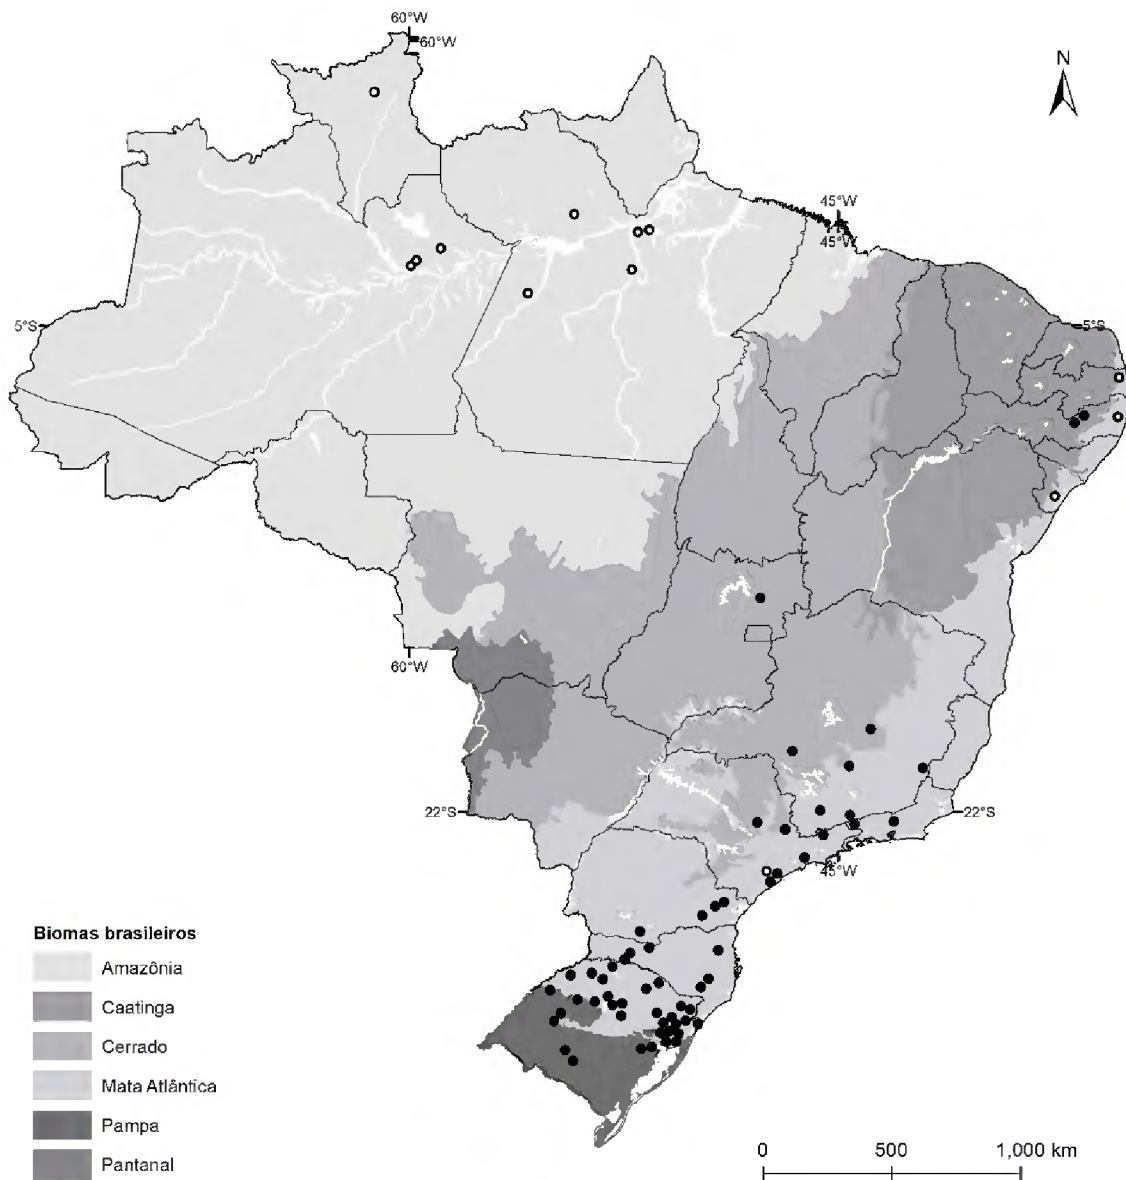 60°W
60°W
N
45°W
45°W
5°S
5°S
60°W
22°S
22°S
45°W
Biomas brasileiros
Amazônia
Caatinga
Cerrado
Mata Atlântica
Pampa
Pantanal
0 500 1,000 km